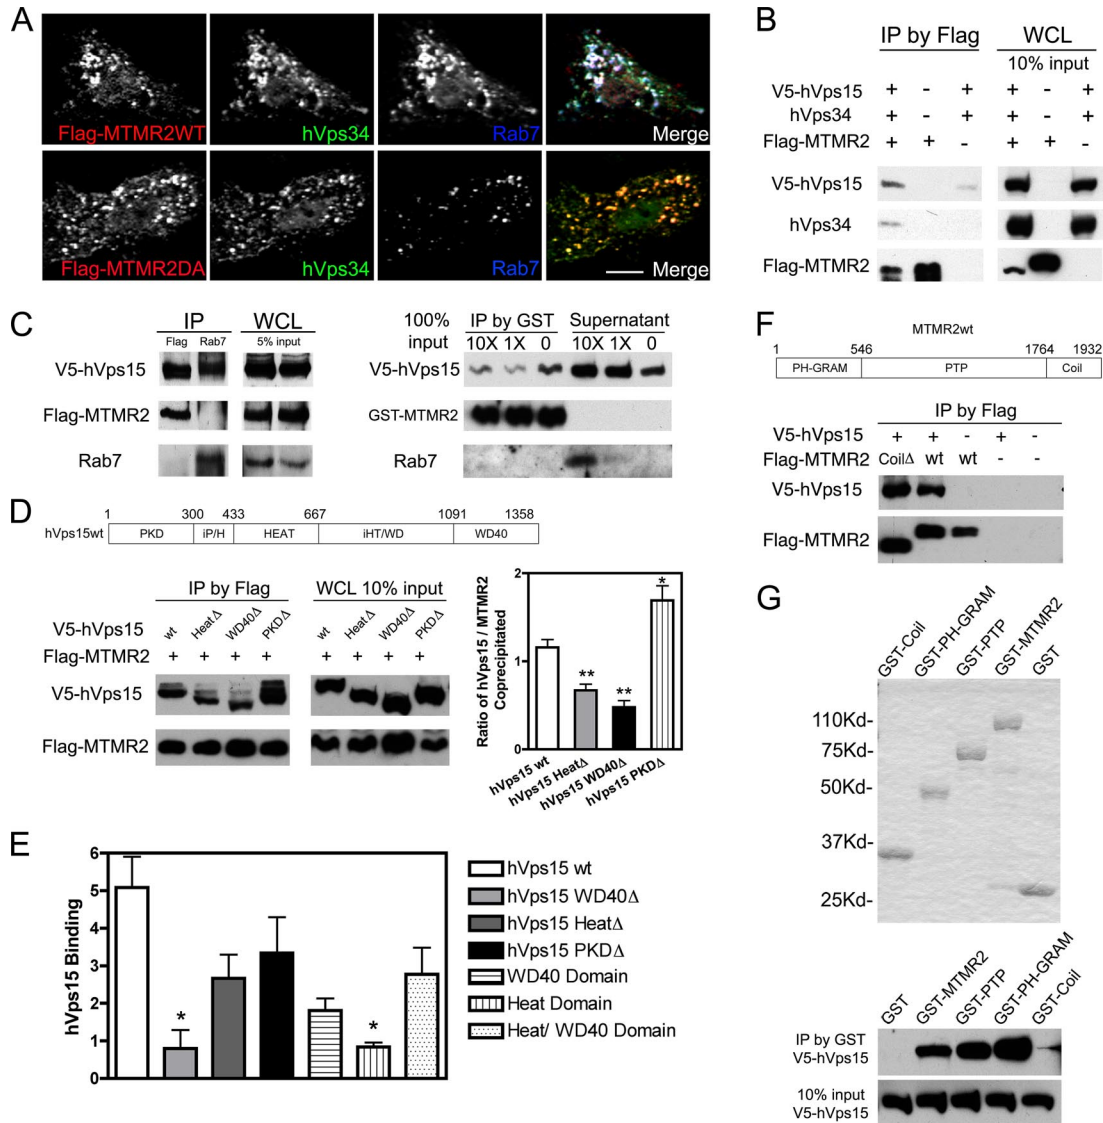 A
Flag-MTMR2WT
hVps34
Rab7
Merge
Flag-MTMR2DA
hVps34
Rab7
Merge
B
IP by Flag
WCL
10% input
V5-hVps15 + - + + - +
hVps34 + - + + - +
Flag-MTMR2 + + - + + -
V5-hVps15
hVps34
Flag-MTMR2
C
IP WCL
Flag Rab7 5% input
V5-hVps15
Flag-MTMR2
Rab7
100% input
IP by GST Supernatant
10X 1X 0 10X 1X 0
V5-hVps15
GST-MTMR2
Rab7
D
1 300 433 667 1091 1358
hVps15wt PKD iP/H HEAT iHT/WD WD40
IP by Flag WCL 10% input
V5-hVps15 wt HeatΔ WD40Δ PKDΔ wt HeatΔ WD40Δ PKDΔ
Flag-MTMR2 + + + + + + + +
V5-hVps15
Flag-MTMR2
Ratio of hVps15 / MTMR2
Coprecipitated
2
1
0
**
**
*
hVps15 wt
hVps15 HeatΔ
hVps15 WD40Δ
hVps15 PKDΔ
E
hVps15 Binding
6
5
4
3
2
1
0
*
*
hVps15 wt
hVps15 WD40Δ
hVps15 HeatΔ
hVps15 PKDΔ
WD40 Domain
Heat Domain
Heat/ WD40 Domain
F
MTMR2wt
1 546 1764 1932
PH-GRAM PTP Coil
IP by Flag
V5-hVps15 + + - + -
Flag-MTMR2 CoilΔ wt wt - -
V5-hVps15
Flag-MTMR2
G
GST-Coil
GST-PH-GRAM
GST-PTP
GST-MTMR2
GST
110Kd-
75Kd-
50Kd-
37Kd-
25Kd-
GST
GST-MTMR2
GST-PTP
GST-PH-GRAM
GST-Coil
IP by GST
V5-hVps15
10% input
V5-hVps15